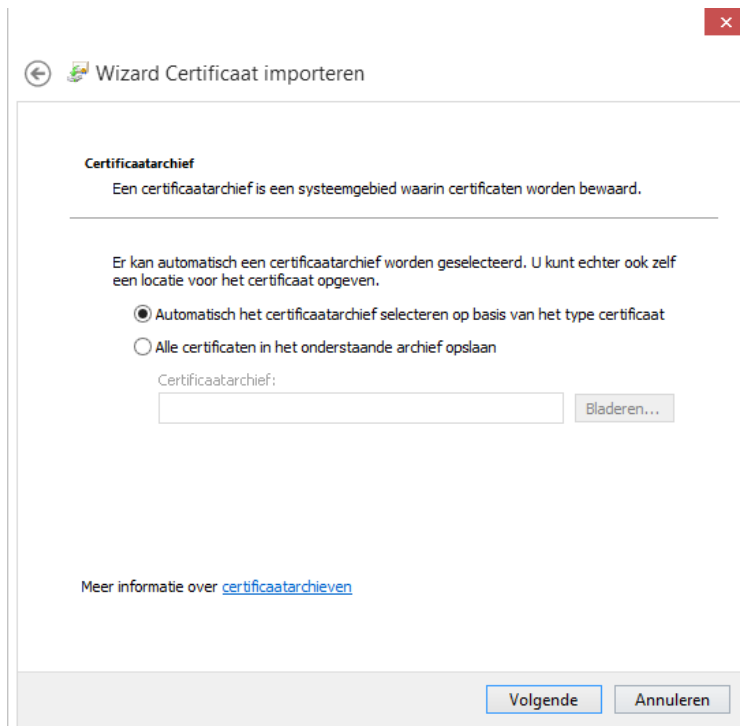 Wizard Certificaat importeren
Certificaatarchief
Een certificaatarchief is een systeemgebied waarin certificaten worden bewaard.
Er kan automatisch een certificaatarchief worden geselecteerd. U kunt echter ook zelf
een locatie voor het certificaat opgeven.
Automatisch het certificaatarchief selecteren op basis van het type certificaat
Alle certificaten in het onderstaande archief opslaan
Certificaatarchief:
Bladeren...
Meer informatie over certificaatarchieven
Volgende Annuleren